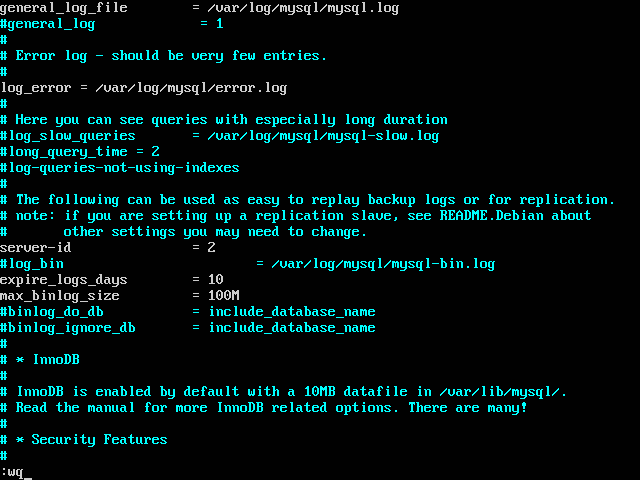 general_log_file        = /var/log/mysql/mysql.log
#general_log             = 1
#
# Error log - should be very few entries.
#
log_error = /var/log/mysql/error.log
#
# Here you can see queries with especially long duration
#log_slow_queries       = /var/log/mysql/mysql-slow.log
#long_query_time = 2
#log-queries-not-using-indexes
#
# The following can be used as easy to replay backup logs or for replication.
# note: if you are setting up a replication slave, see README.Debian about
#       other settings you may need to change.
server-id               = 2
#log_bin                        = /var/log/mysql/mysql-bin.log
expire_logs_days        = 10
max_binlog_size         = 100M
#binlog_do_db           = include_database_name
#binlog_ignore_db       = include_database_name
#
# * InnoDB
#
# InnoDB is enabled by default with a 10MB datafile in /var/lib/mysql/.
# Read the manual for more InnoDB related options. There are many!
#
# * Security Features
#
:wq